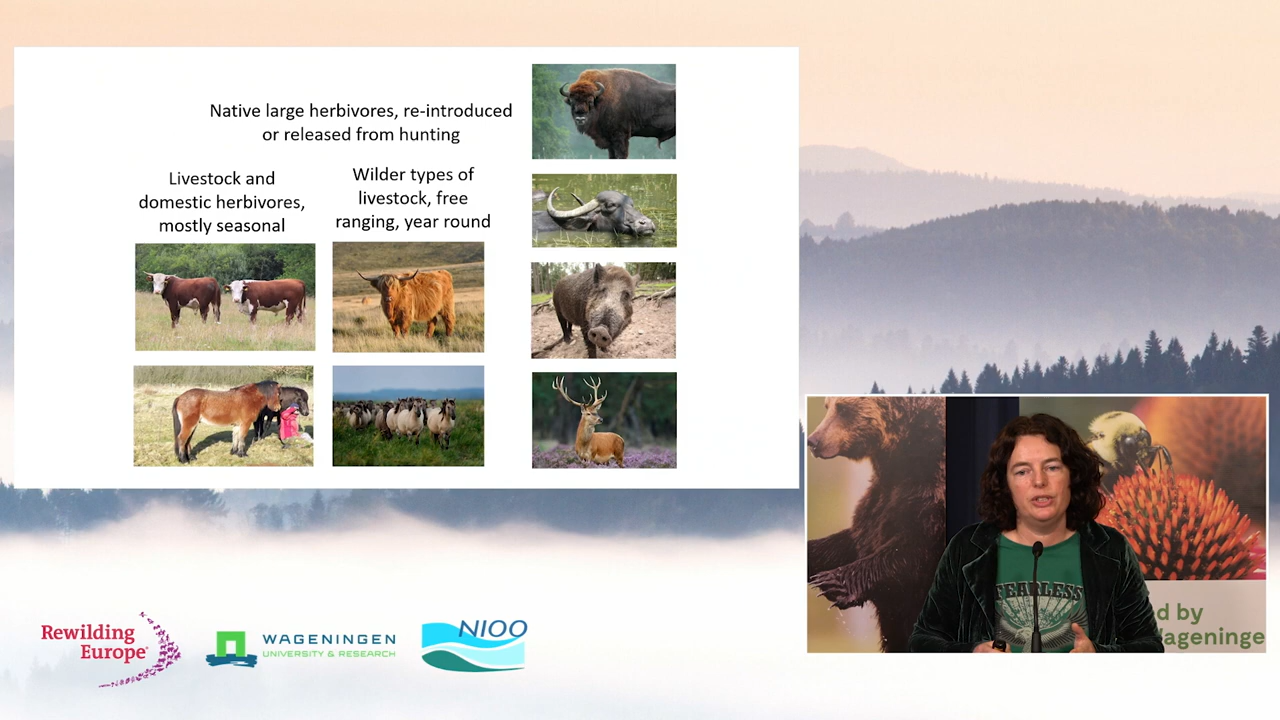 Native large herbivores, re-introduced
or released from hunting
Livestock and
domestic herbivores,
mostly seasonal
Wilder types of
livestock, free
ranging, year round
FEARLESS
d by
Wageninge
Rewilding
Europe
WAGENINGEN
UNIVERSITY & RESEARCH
NIOO